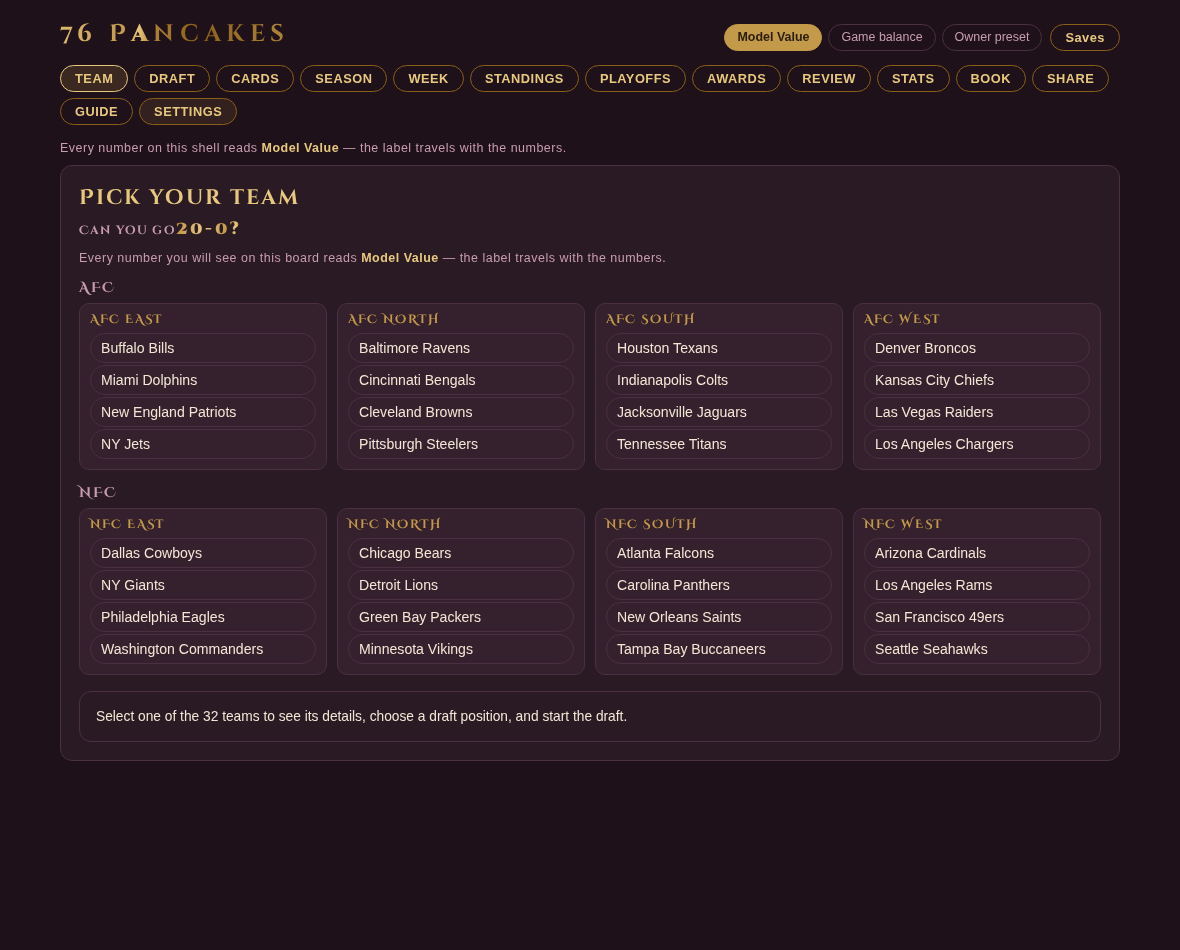 76 PANCAKES
Model Value Game balance Owner preset Saves
TEAM DRAFT CARDS SEASON WEEK STANDINGS PLAYOFFS AWARDS REVIEW STATS BOOK SHARE
GUIDE SETTINGS
Every number on this shell reads Model Value — the label travels with the numbers.
PICK YOUR TEAM
CAN YOU GO 20-0?
Every number you will see on this board reads Model Value — the label travels with the numbers.
AFC
AFC EAST
Buffalo Bills
Miami Dolphins
New England Patriots
NY Jets
AFC NORTH
Baltimore Ravens
Cincinnati Bengals
Cleveland Browns
Pittsburgh Steelers
AFC SOUTH
Houston Texans
Indianapolis Colts
Jacksonville Jaguars
Tennessee Titans
AFC WEST
Denver Broncos
Kansas City Chiefs
Las Vegas Raiders
Los Angeles Chargers
NFC
NFC EAST
Dallas Cowboys
NY Giants
Philadelphia Eagles
Washington Commanders
NFC NORTH
Chicago Bears
Detroit Lions
Green Bay Packers
Minnesota Vikings
NFC SOUTH
Atlanta Falcons
Carolina Panthers
New Orleans Saints
Tampa Bay Buccaneers
NFC WEST
Arizona Cardinals
Los Angeles Rams
San Francisco 49ers
Seattle Seahawks
Select one of the 32 teams to see its details, choose a draft position, and start the draft.